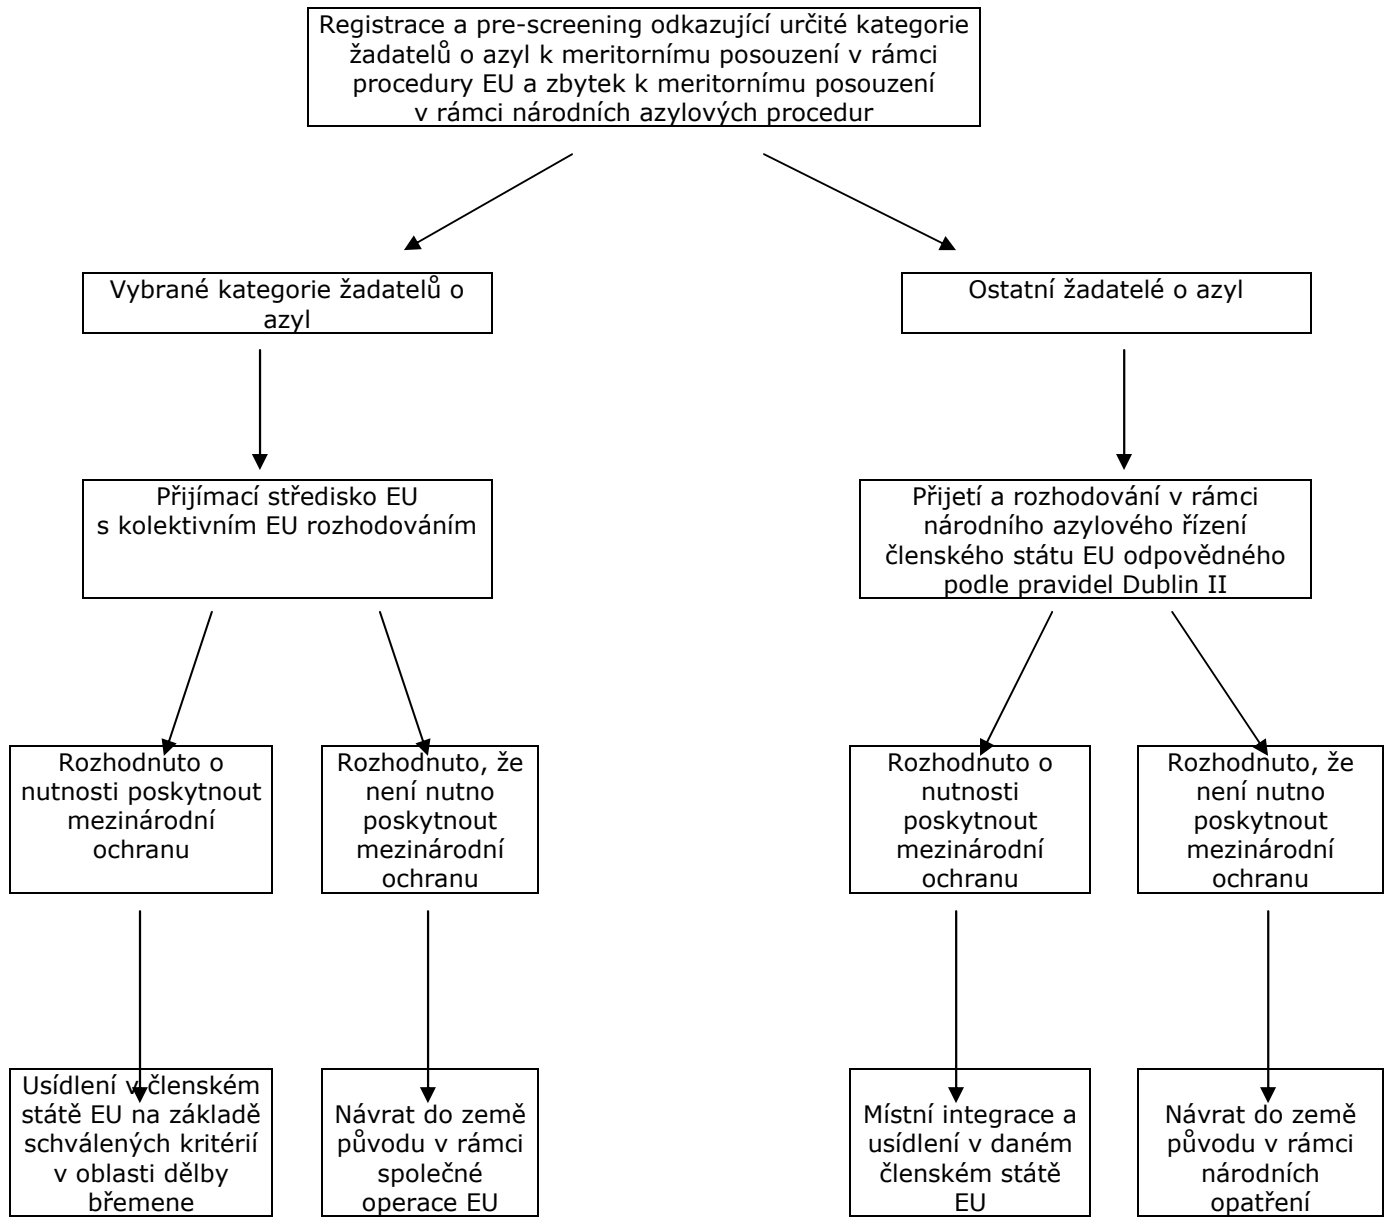 Registrace a pre-screening odkazující určité kategorie
žadatelů o azyl k meritornímu posouzení v rámci
procedury EU a zbytek k meritornímu posouzení
v rámci národních azylových procedur
Vybrané kategorie žadatelů o
azyl
Ostatní žadatelé o azyl
Přijímací středisko EU
s kolektivním EU rozhodováním
Přijetí a rozhodování v rámci
národního azylového řízení
členského státu EU odpovědného
podle pravidel Dublin II
Rozhodnuto o
nutnosti poskytnout
mezinárodní
ochranu
Rozhodnuto, že
není nutno
poskytnout
mezinárodní
ochranu
Rozhodnuto o
nutnosti
poskytnout
mezinárodní
ochranu
Rozhodnuto, že
není nutno
poskytnout
mezinárodní
ochranu
Usídlení v členském
státě EU na základě
schválených kritérií
v oblasti dělby
břemene
Návrat do země
původu v rámci
společné
operace EU
Místní integrace a
usídlení v daném
členském státě
EU
Návrat do země
původu v rámci
národních
opatření